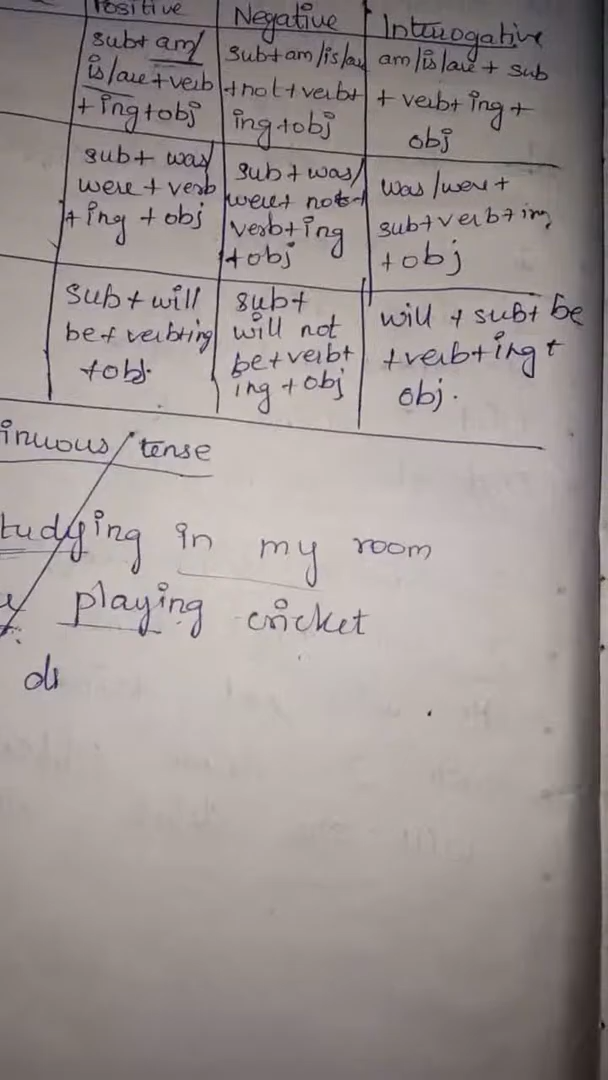 Positive
Negative
Interrogative
sub+ am/
is/are+verb
+ing+obj
sub+am/is/are
+not+verb+
ing+obj
am/is/are + sub
+ verb+ ing +
obj
sub+ was/
were+verb
+ing +obj
sub+was/
were+ not+
verb+ing
+obj
was/were+
sub+verb+ing
+obj
sub+will
be+verb+ing
+obj.
sub+
will not
be+verb+
ing+obj
will + sub+ be
+verb+ing+
obj.
inuous/tense
tudying in my room
playing cricket